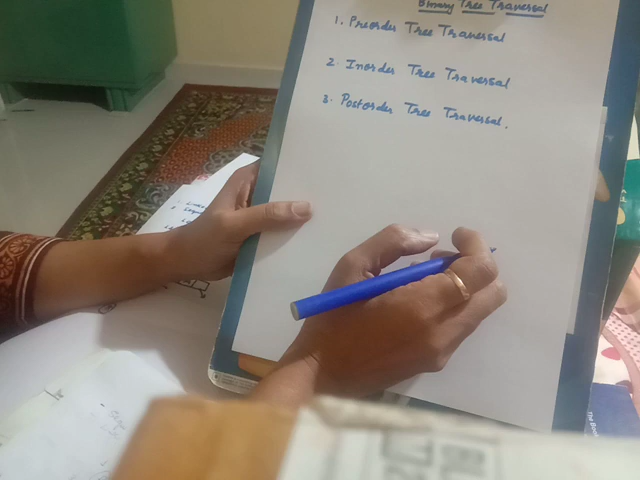 Binary Tree Traversal
1. Preorder Tree Traversal
2. Inorder Tree Traversal
3. Postorder Tree Traversal.